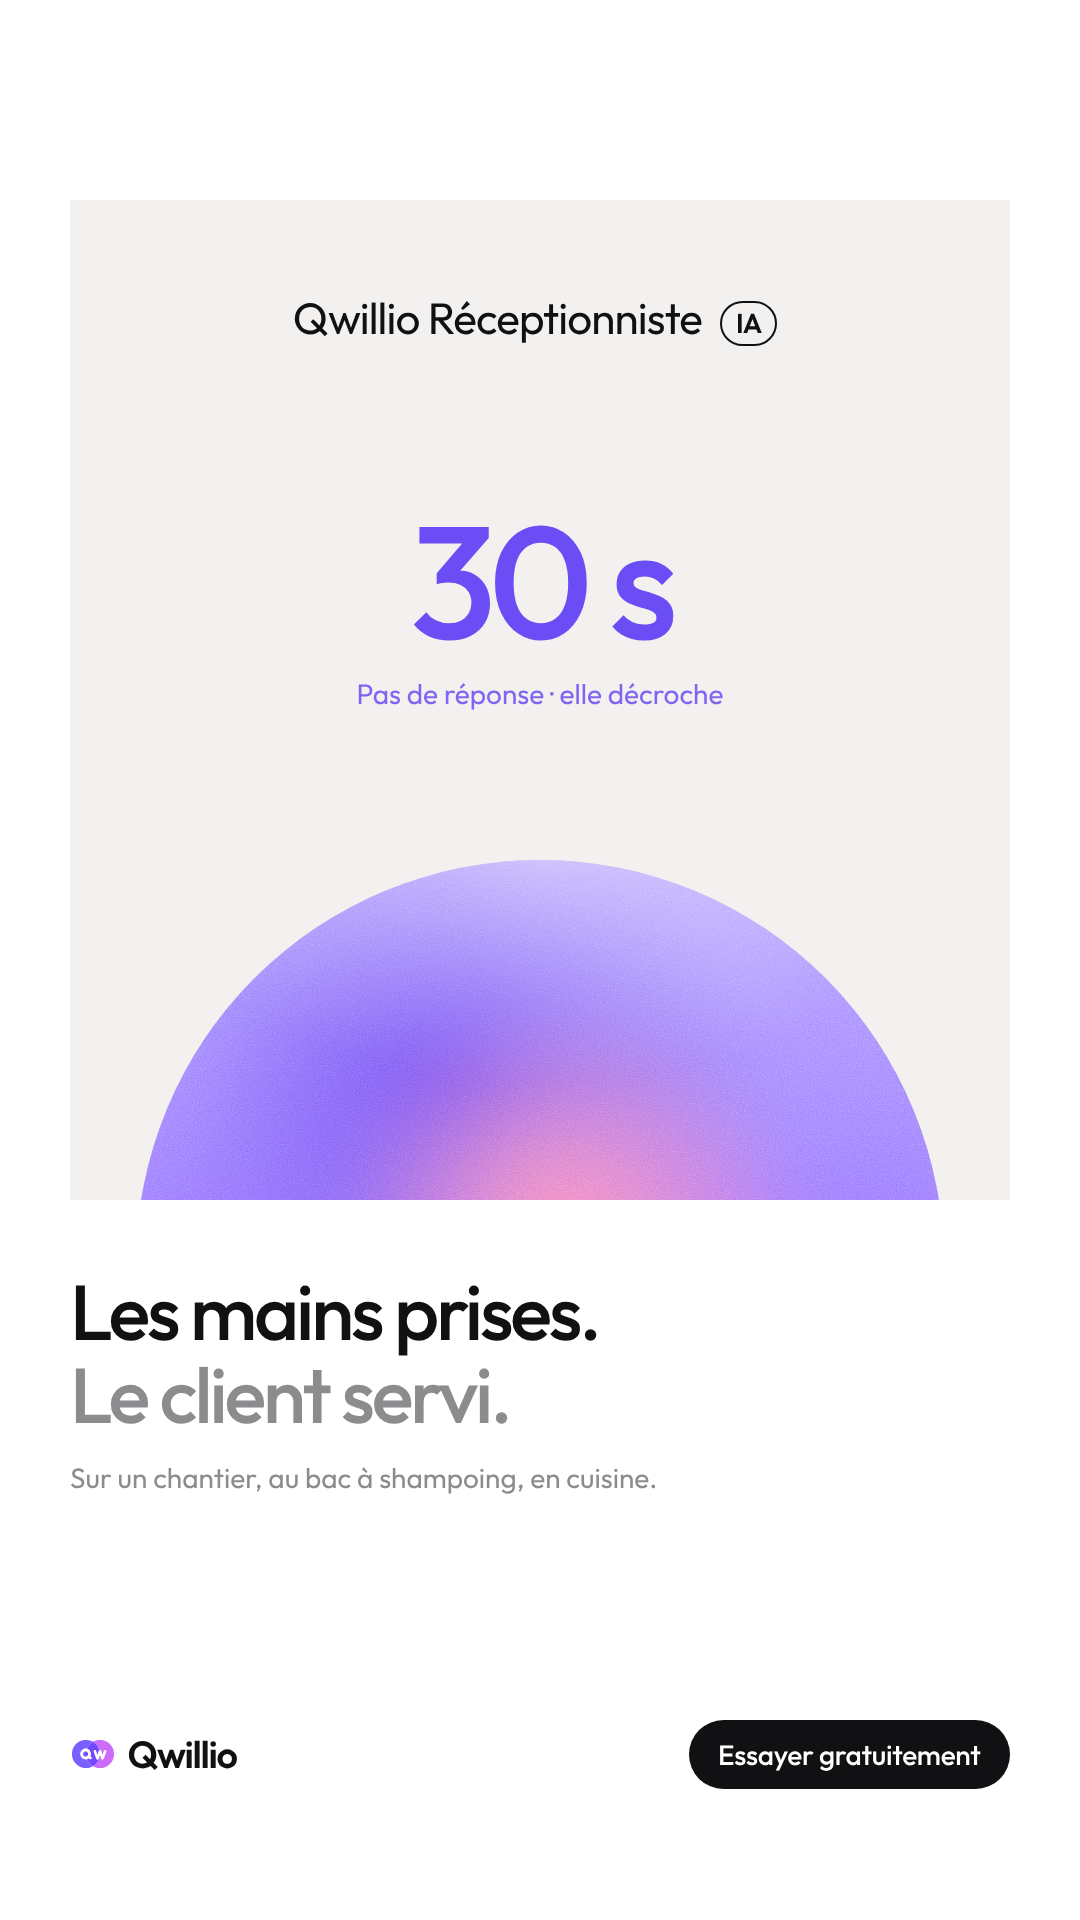 Qwillio Réceptionniste IA
30 s
Pas de réponse · elle décroche
Les mains prises.
Le client servi.
Sur un chantier, au bac à shampoing, en cuisine.
QW Qwillio
Essayer gratuitement